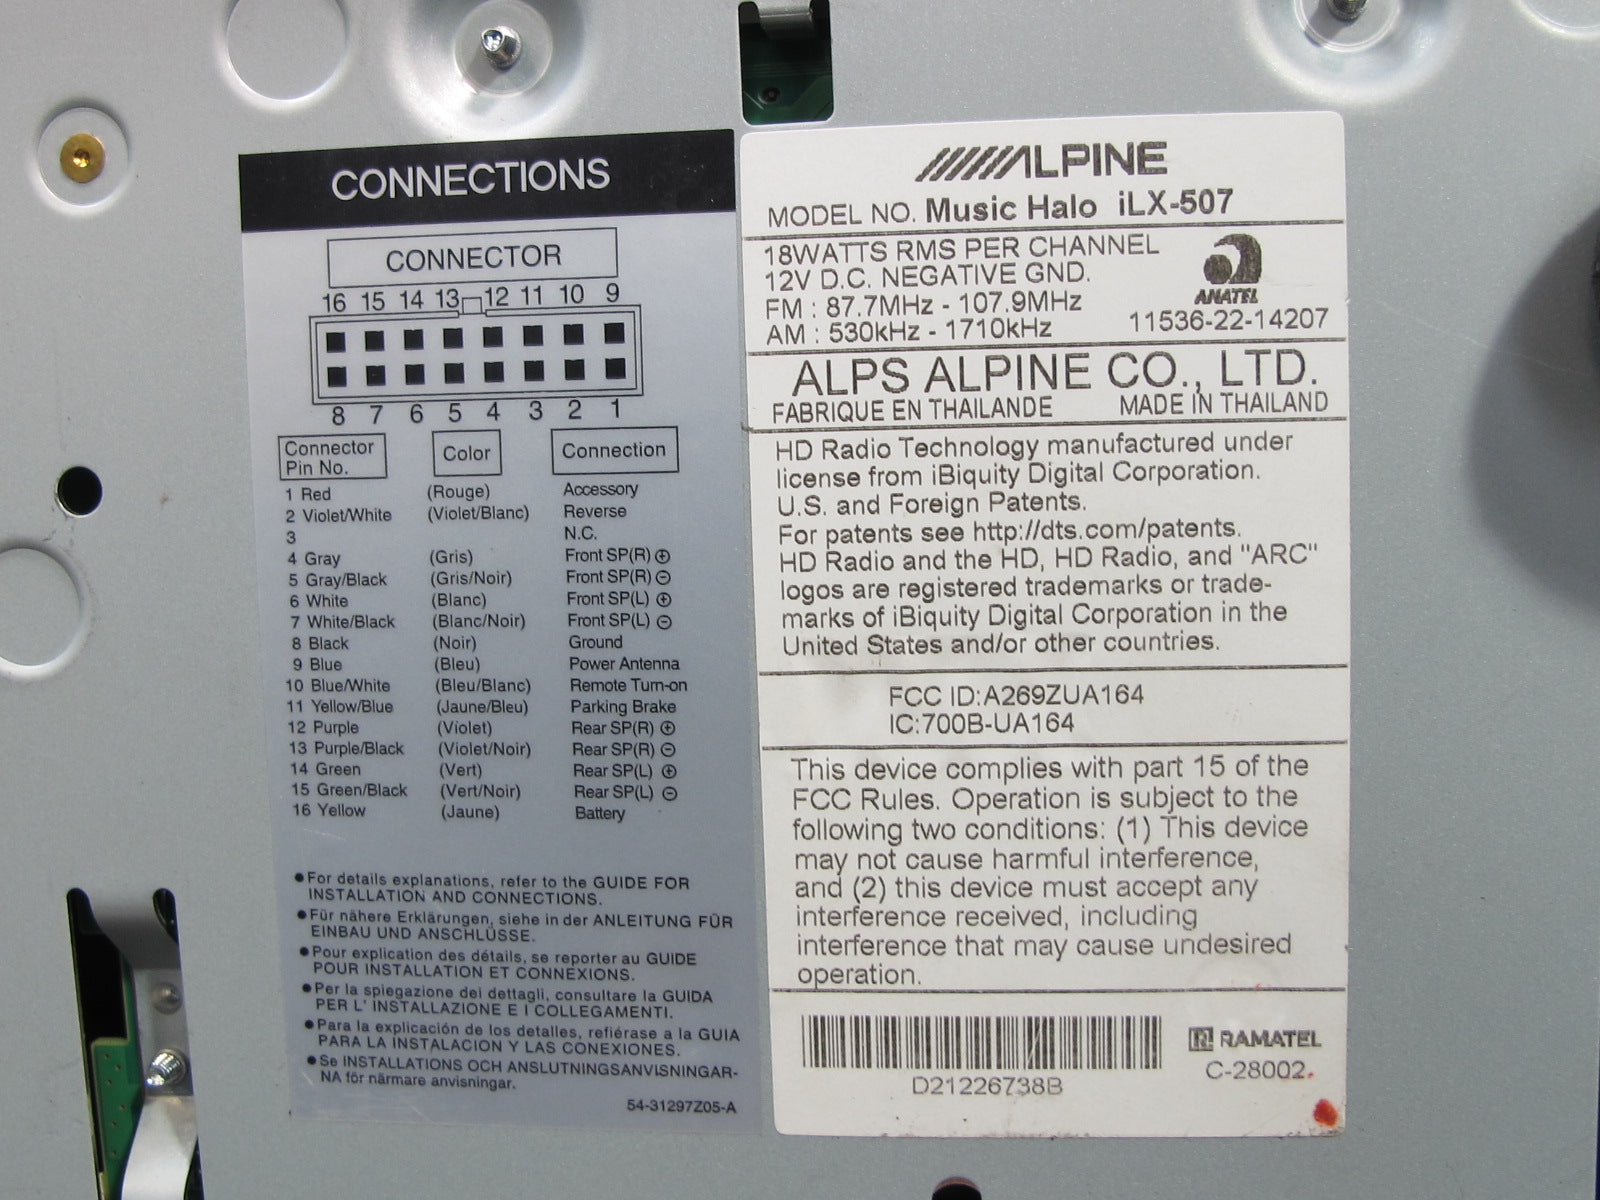 CONNECTIONS
CONNECTOR
16 15 14 13 12 11 10 9
8 7 6 5 4 3 2 1
Connector Pin No. Color Connection
1 Red (Rouge) Accessory
2 Violet/White (Violet/Blanc) Reverse
3 N.C.
4 Gray (Gris) Front SP(R) ⊕
5 Gray/Black (Gris/Noir) Front SP(R) ⊖
6 White (Blanc) Front SP(L) ⊕
7 White/Black (Blanc/Noir) Front SP(L) ⊖
8 Black (Noir) Ground
9 Blue (Bleu) Power Antenna
10 Blue/White (Bleu/Blanc) Remote Turn-on
11 Yellow/Blue (Jaune/Bleu) Parking Brake
12 Purple (Violet) Rear SP(R) ⊕
13 Purple/Black (Violet/Noir) Rear SP(R) ⊖
14 Green (Vert) Rear SP(L) ⊕
15 Green/Black (Vert/Noir) Rear SP(L) ⊖
16 Yellow (Jaune) Battery
●For details explanations, refer to the GUIDE FOR
INSTALLATION AND CONNECTIONS.
●Für nähere Erklärungen, siehe in der ANLEITUNG FÜR
EINBAU UND ANSCHLÜSSE.
●Pour explication des détails, se reporter au GUIDE
POUR INSTALLATION ET CONNEXIONS.
●Per la spiegazione dei dettagli, consultare la GUIDA
PER L' INSTALLAZIONE E I COLLEGAMENTI.
●Para la explicación de los detalles, refiérase a la GUIA
PARA LA INSTALACION Y LAS CONEXIONES.
●Se INSTALLATIONS OCH ANSLUTNINGSANVISNINGAR-
NA för närmare anvisningar.
54-31297Z05-A
ALPINE
MODEL NO. Music Halo iLX-507
18WATTS RMS PER CHANNEL
12V D.C. NEGATIVE GND.
FM : 87.7MHz - 107.9MHz
AM : 530kHz - 1710kHz
ANATEL
11536-22-14207
ALPS ALPINE CO., LTD.
FABRIQUE EN THAILANDE MADE IN THAILAND
HD Radio Technology manufactured under
license from iBiquity Digital Corporation.
U.S. and Foreign Patents.
For patents see http://dts.com/patents.
HD Radio and the HD, HD Radio, and "ARC"
logos are registered trademarks or trade-
marks of iBiquity Digital Corporation in the
United States and/or other countries.
FCC ID:A269ZUA164
IC:700B-UA164
This device complies with part 15 of the
FCC Rules. Operation is subject to the
following two conditions: (1) This device
may not cause harmful interference,
and (2) this device must accept any
interference received, including
interference that may cause undesired
operation.
D21226738B
RAMATEL
C-28002